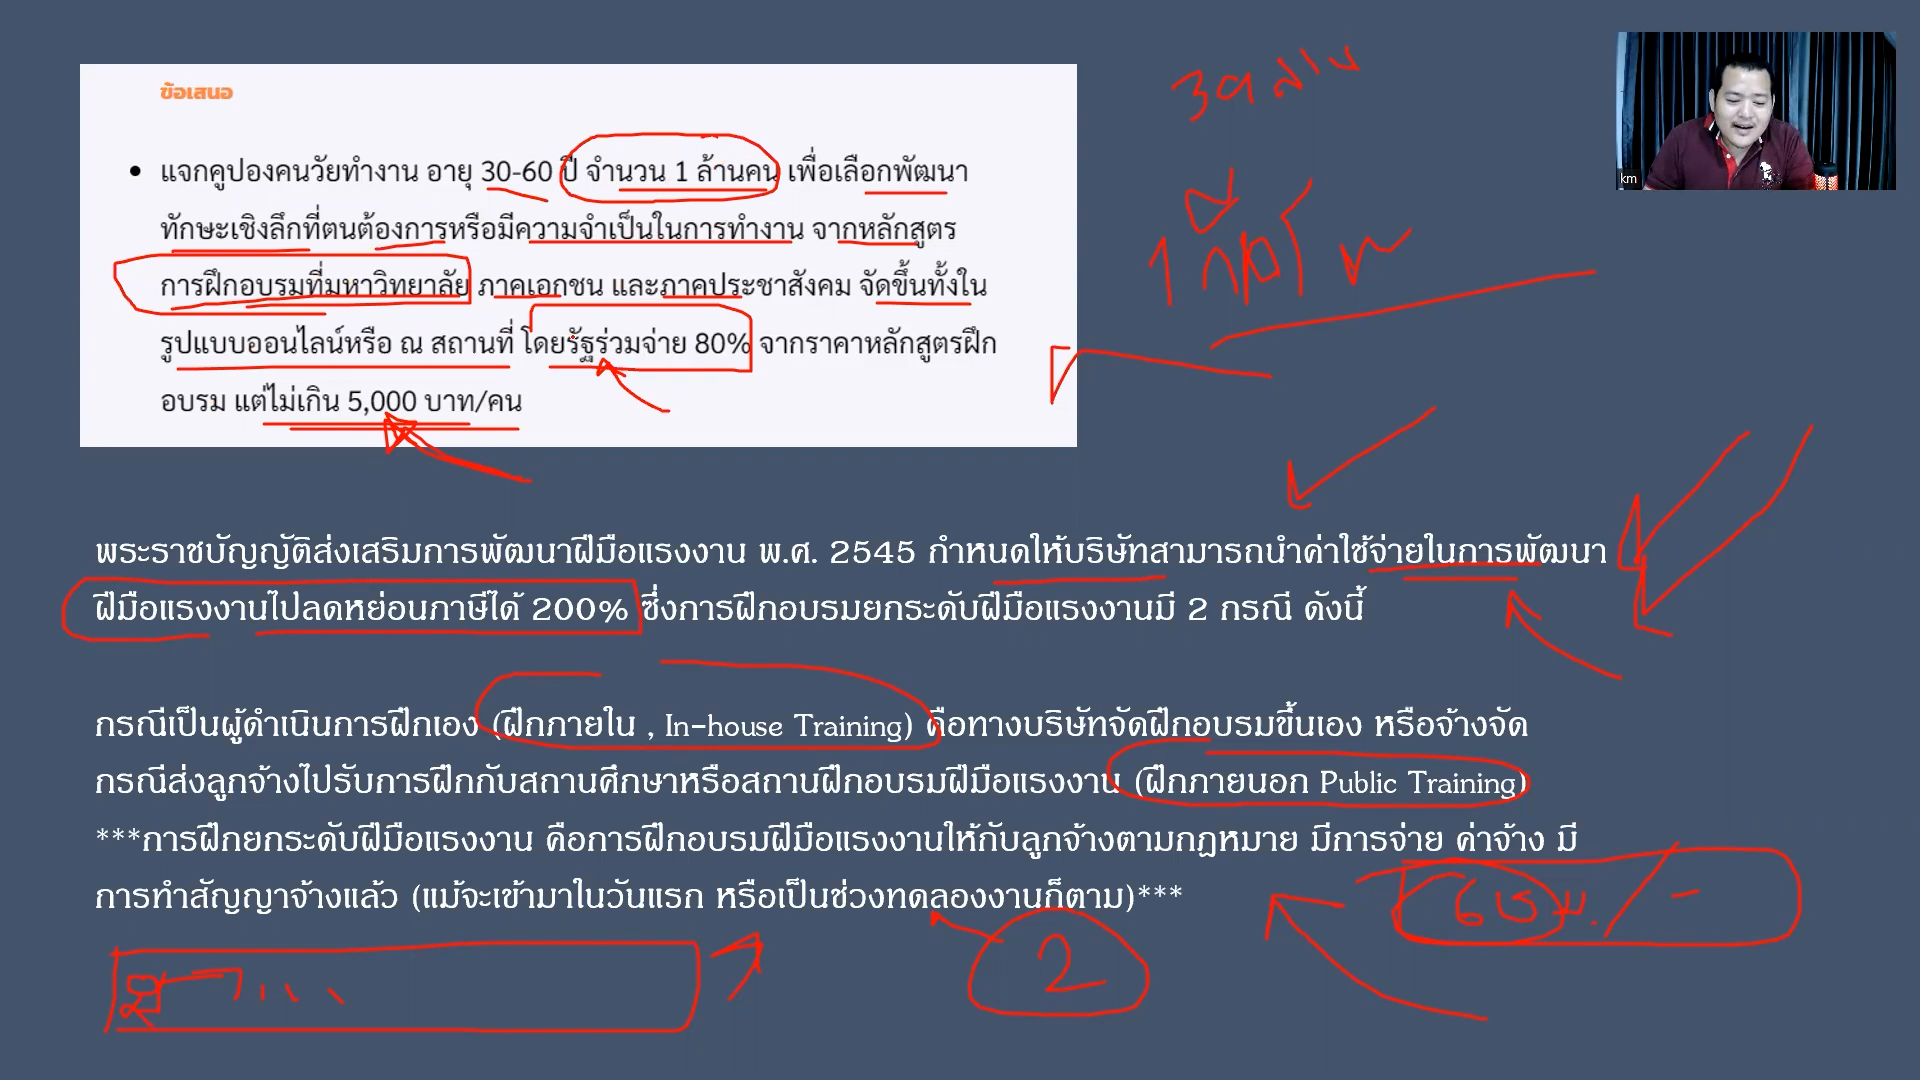 ข้อเสนอ
• แจกคูปองคนวัยทำงาน อายุ 30-60 ปี จำนวน 1 ล้านคน เพื่อเลือกพัฒนา
ทักษะเชิงลึกที่ตนต้องการหรือมีความจำเป็นในการทำงาน จากหลักสูตร
การฝึกอบรมที่มหาวิทยาลัย ภาคเอกชน และภาคประชาสังคม จัดขึ้นทั้งใน
รูปแบบออนไลน์หรือ ณ สถานที่ โดยรัฐร่วมจ่าย 80% จากราคาหลักสูตรฝึก
อบรม แต่ไม่เกิน 5,000 บาท/คน
km
พระราชบัญญัติส่งเสริมการพัฒนาฝีมือแรงงาน พ.ศ. 2545 กำหนดให้บริษัทสามารถนำค่าใช้จ่ายในการพัฒนา
ฝีมือแรงงานไปลดหย่อนภาษีได้ 200% ซึ่งการฝึกอบรมยกระดับฝีมือแรงงานมี 2 กรณี ดังนี้
กรณีเป็นผู้ดำเนินการฝึกเอง (ฝึกภายใน , In-house Training) คือทางบริษัทจัดฝึกอบรมขึ้นเอง หรือจ้างจัด
กรณีส่งลูกจ้างไปรับการฝึกกับสถานศึกษาหรือสถานฝึกอบรมฝีมือแรงงาน (ฝึกภายนอก Public Training)
***การฝึกยกระดับฝีมือแรงงาน คือการฝึกอบรมฝีมือแรงงานให้กับลูกจ้างตามกฎหมาย มีการจ่าย ค่าจ้าง มี
การทำสัญญาจ้างแล้ว (แม้จะเข้ามาในวันแรก หรือเป็นช่วงทดลองงานก็ตาม)***
2